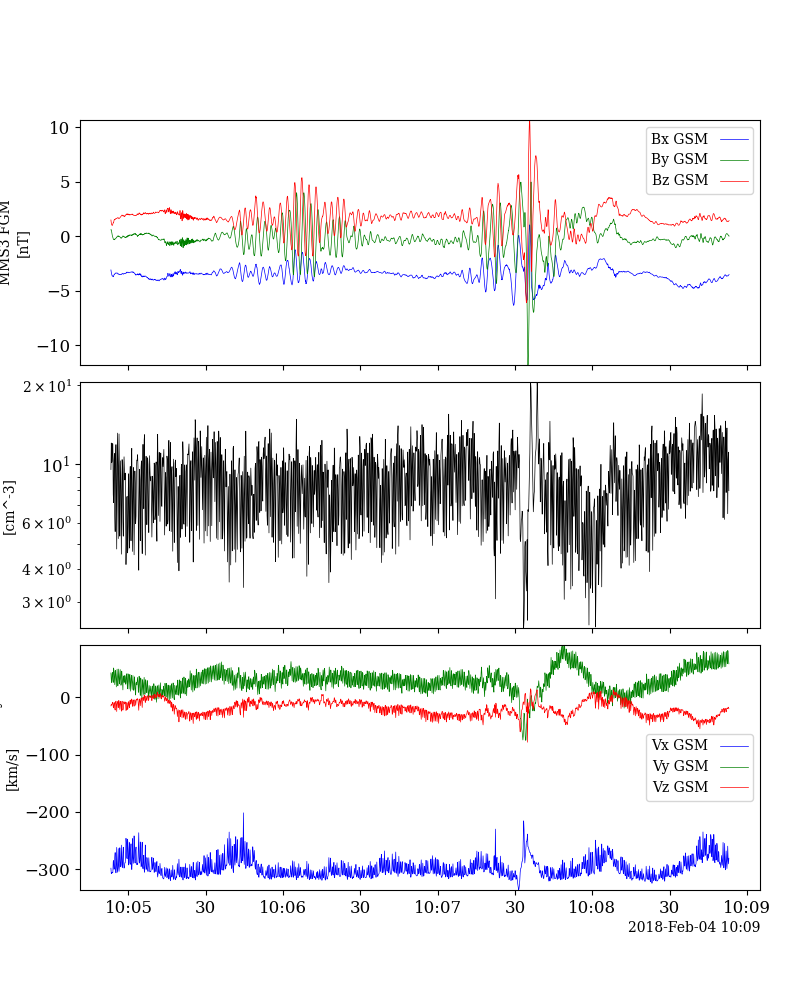 10
5
0
−5
−10
MMS3 FGM
[nT]
Bx GSM
By GSM
Bz GSM
2 × 10¹
10¹
6 × 10⁰
4 × 10⁰
3 × 10⁰
[cm^-3]
0
−100
−200
−300
[km/s]
Vx GSM
Vy GSM
Vz GSM
10:05 30 10:06 30 10:07 30 10:08 30 10:09
2018-Feb-04 10:09